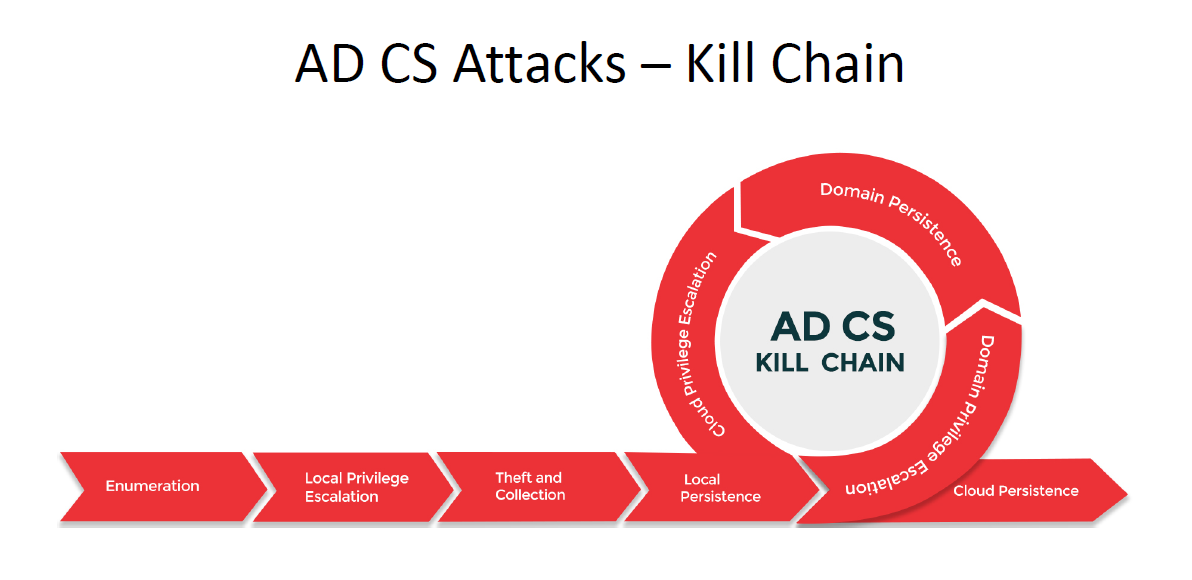 AD CS Attacks – Kill Chain
Domain Persistence
Cloud Privilege Escalation
AD CS
KILL CHAIN
Domain Privilege Escalation
Enumeration
Local Privilege
Escalation
Theft and
Collection
Local
Persistence
Cloud Persistence